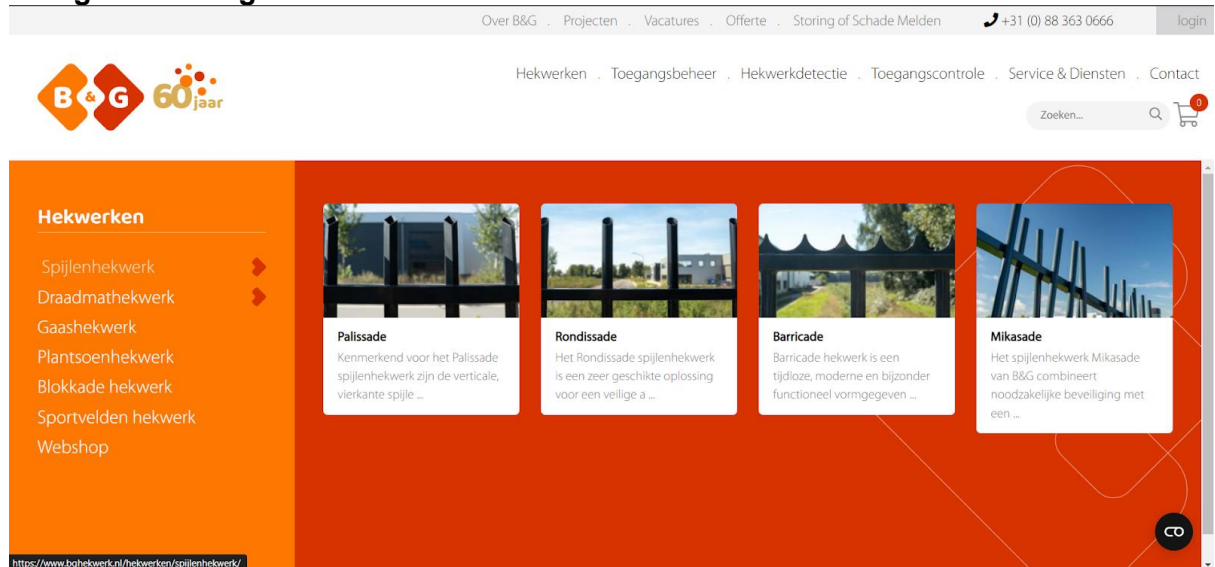 Over B&G . Projecten . Vacatures . Offerte . Storing of Schade Melden +31 (0) 88 363 0666 login
B & G 60 jaar
Hekwerken . Toegangsbeheer . Hekwerkdetectie . Toegangscontrole . Service & Diensten . Contact
Zoeken... 0
Hekwerken
Spijlenhekwerk
Draadmathekwerk
Gaashekwerk
Plantsoenhekwerk
Blokkade hekwerk
Sportvelden hekwerk
Webshop
Palissade
Kenmerkend voor het Palissade
spijlenhekwerk zijn de verticale,
vierkante spijle ...
Rondissade
Het Rondissade spijlenhekwerk
is een zeer geschikte oplossing
voor een veilige a ...
Barricade
Barricade hekwerk is een
tijdloze, moderne en bijzonder
functioneel vormgegeven ...
Mikasade
Het spijlenhekwerk Mikasade
van B&G combineert
noodzakelijke beveiliging met
een ...
https://www.bghekwerk.nl/hekwerken/spijlenhekwerk/